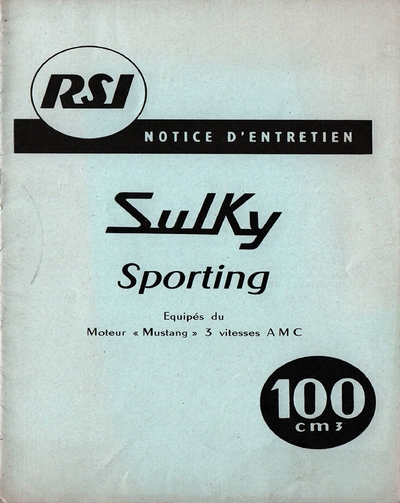 RSI
NOTICE D'ENTRETIEN
Sulky
Sporting
Equipés du
Moteur « Mustang » 3 vitesses A M C
100
cm³